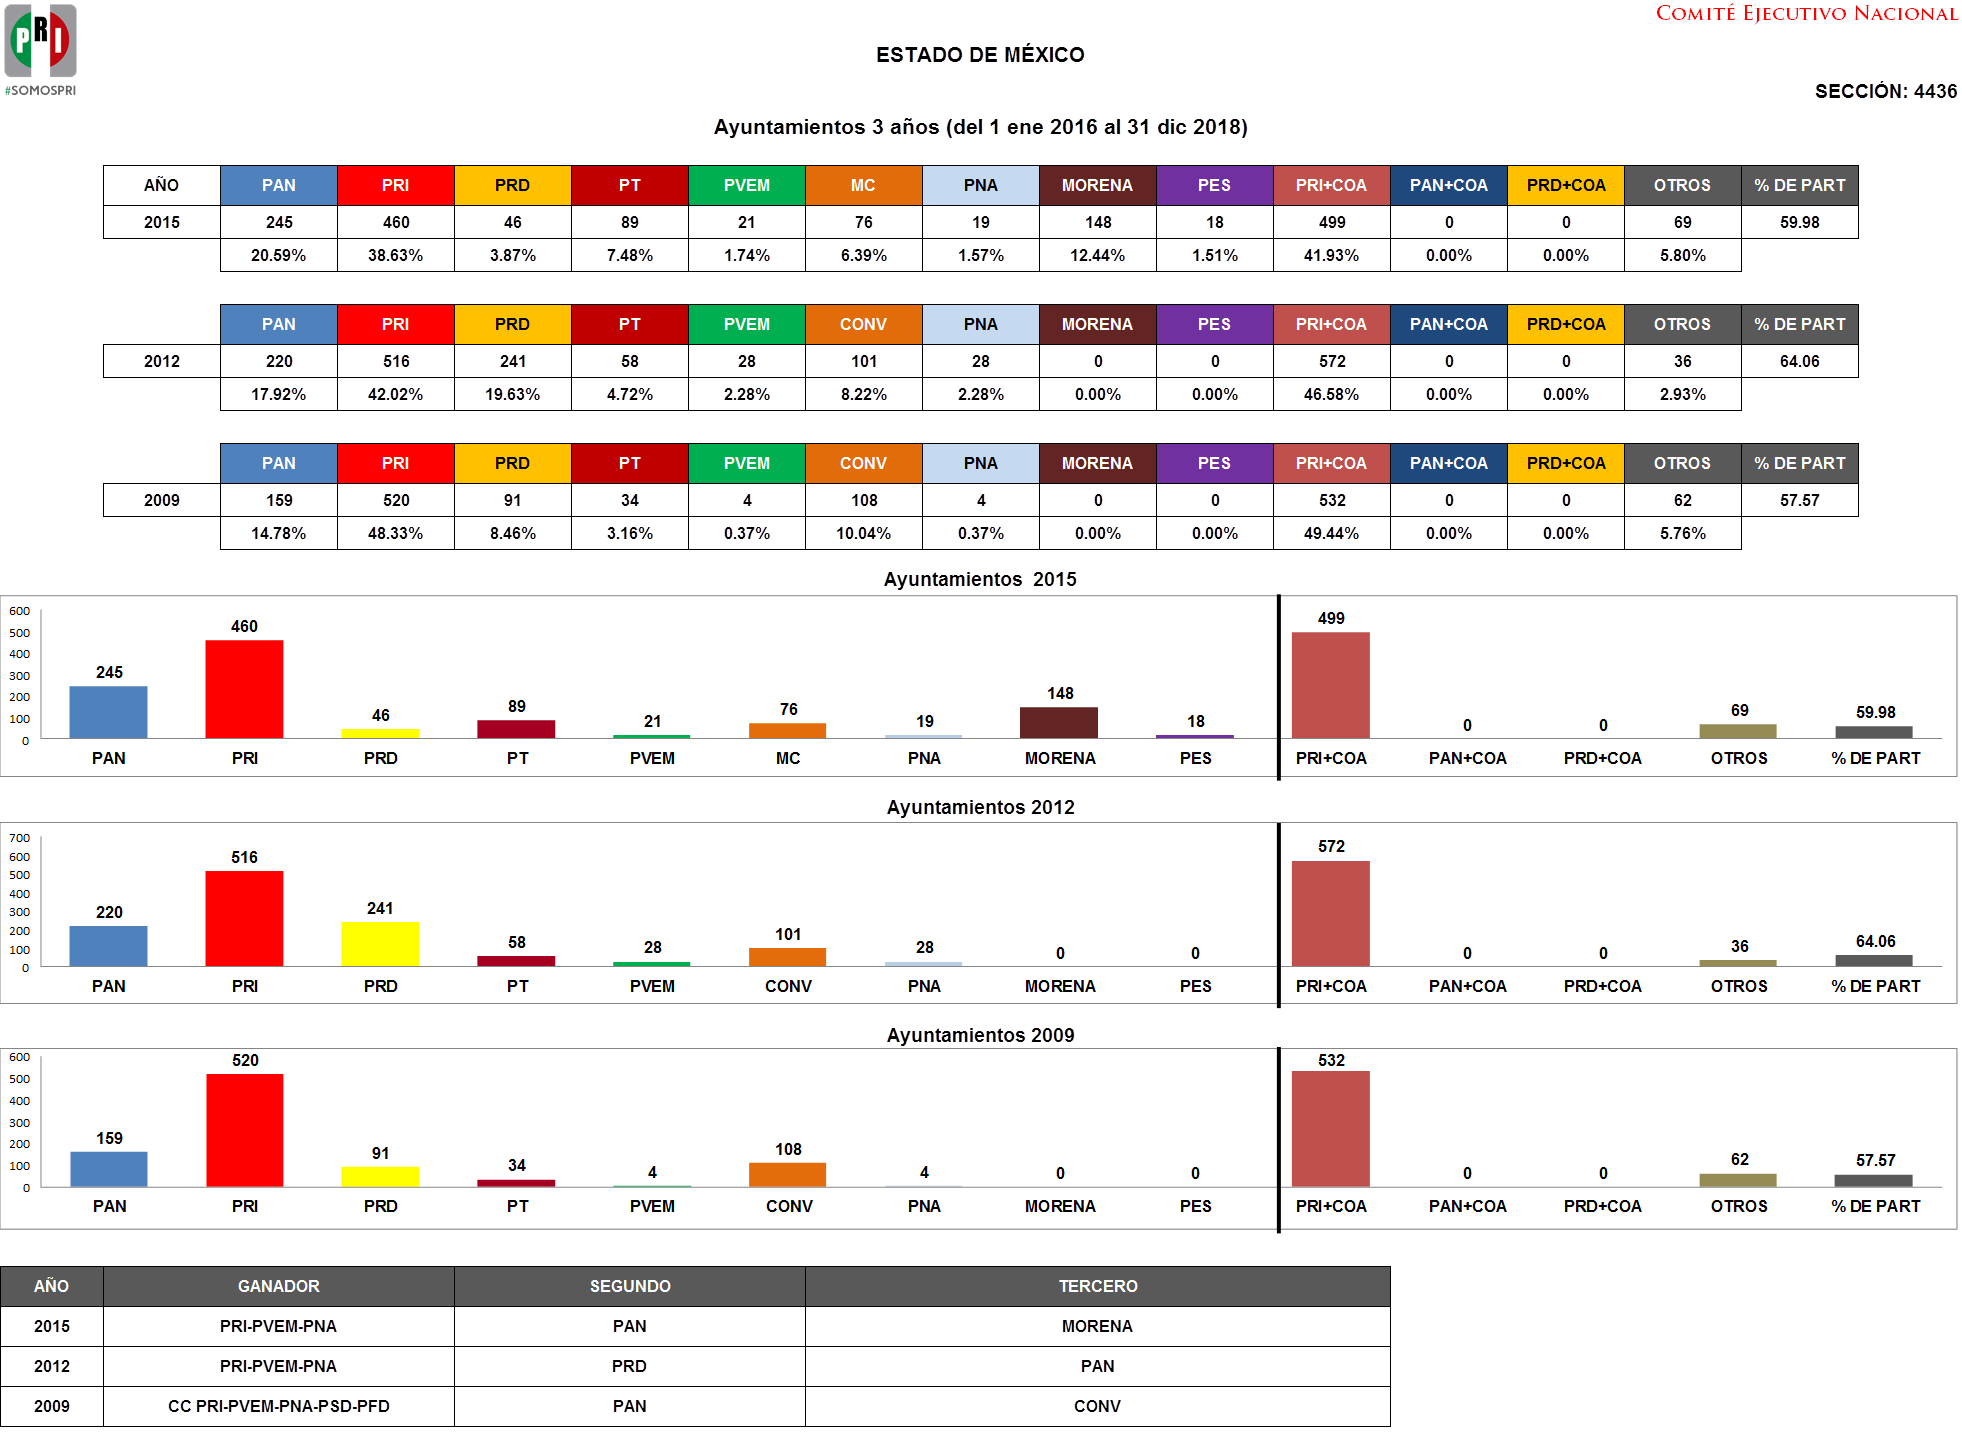 PRI
#SOMOSPRI
COMITÉ EJECUTIVO NACIONAL
ESTADO DE MÉXICO
SECCIÓN: 4436
Ayuntamientos 3 años (del 1 ene 2016 al 31 dic 2018)
AÑO PAN PRI PRD PT PVEM MC PNA MORENA PES PRI+COA PAN+COA PRD+COA OTROS % DE PART
2015 245 460 46 89 21 76 19 148 18 499 0 0 69 59.98
20.59% 38.63% 3.87% 7.48% 1.74% 6.39% 1.57% 12.44% 1.51% 41.93% 0.00% 0.00% 5.80%
PAN PRI PRD PT PVEM CONV PNA MORENA PES PRI+COA PAN+COA PRD+COA OTROS % DE PART
2012 220 516 241 58 28 101 28 0 0 572 0 0 36 64.06
17.92% 42.02% 19.63% 4.72% 2.28% 8.22% 2.28% 0.00% 0.00% 46.58% 0.00% 0.00% 2.93%
PAN PRI PRD PT PVEM CONV PNA MORENA PES PRI+COA PAN+COA PRD+COA OTROS % DE PART
2009 159 520 91 34 4 108 4 0 0 532 0 0 62 57.57
14.78% 48.33% 8.46% 3.16% 0.37% 10.04% 0.37% 0.00% 0.00% 49.44% 0.00% 0.00% 5.76%
Ayuntamientos 2015
600
500
400
300
200
100
0
245 460 46 89 21 76 19 148 18 499 0 0 69 59.98
PAN PRI PRD PT PVEM MC PNA MORENA PES PRI+COA PAN+COA PRD+COA OTROS % DE PART
Ayuntamientos 2012
700
600
500
400
300
200
100
0
220 516 241 58 28 101 28 0 0 572 0 0 36 64.06
PAN PRI PRD PT PVEM CONV PNA MORENA PES PRI+COA PAN+COA PRD+COA OTROS % DE PART
Ayuntamientos 2009
600
500
400
300
200
100
0
159 520 91 34 4 108 4 0 0 532 0 0 62 57.57
PAN PRI PRD PT PVEM CONV PNA MORENA PES PRI+COA PAN+COA PRD+COA OTROS % DE PART
AÑO GANADOR SEGUNDO TERCERO
2015 PRI-PVEM-PNA PAN MORENA
2012 PRI-PVEM-PNA PRD PAN
2009 CC PRI-PVEM-PNA-PSD-PFD PAN CONV